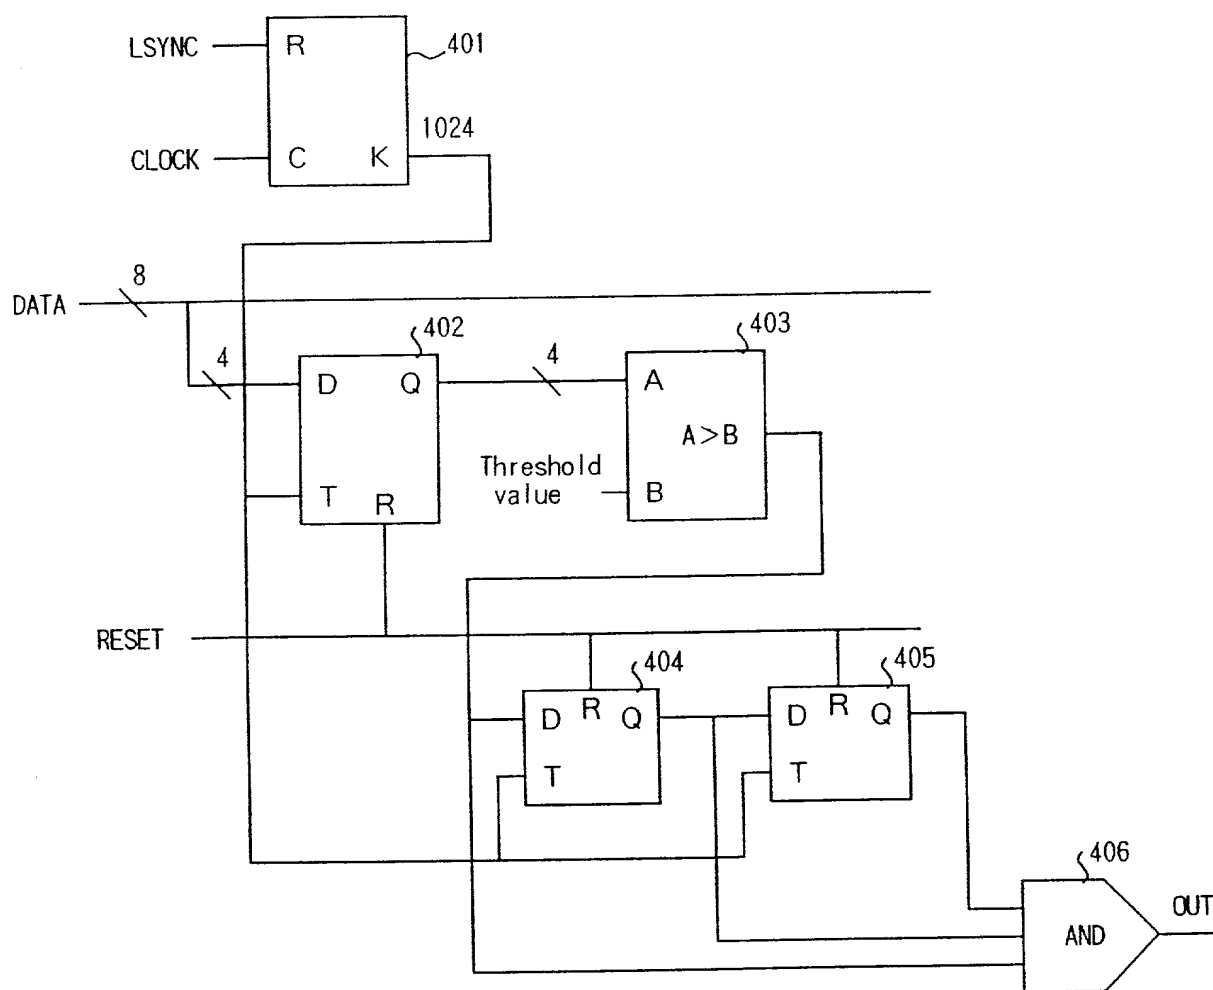 LSYNC
R
401
1024
CLOCK
C
K
DATA
8
4
402
D
Q
T
R
4
403
A
A>B
B
Threshold
value
RESET
404
D
R
Q
T
405
D
R
Q
T
406
AND
OUT